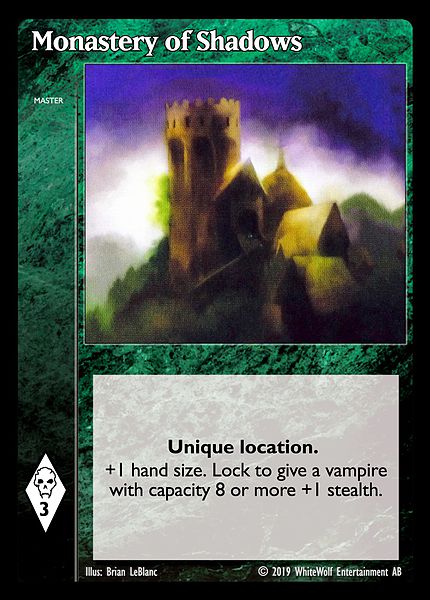 Monastery of Shadows
MASTER
Unique location.
+1 hand size. Lock to give a vampire
with capacity 8 or more +1 stealth.
3
Illus: Brian LeBlanc
© 2019 WhiteWolf Entertainment AB